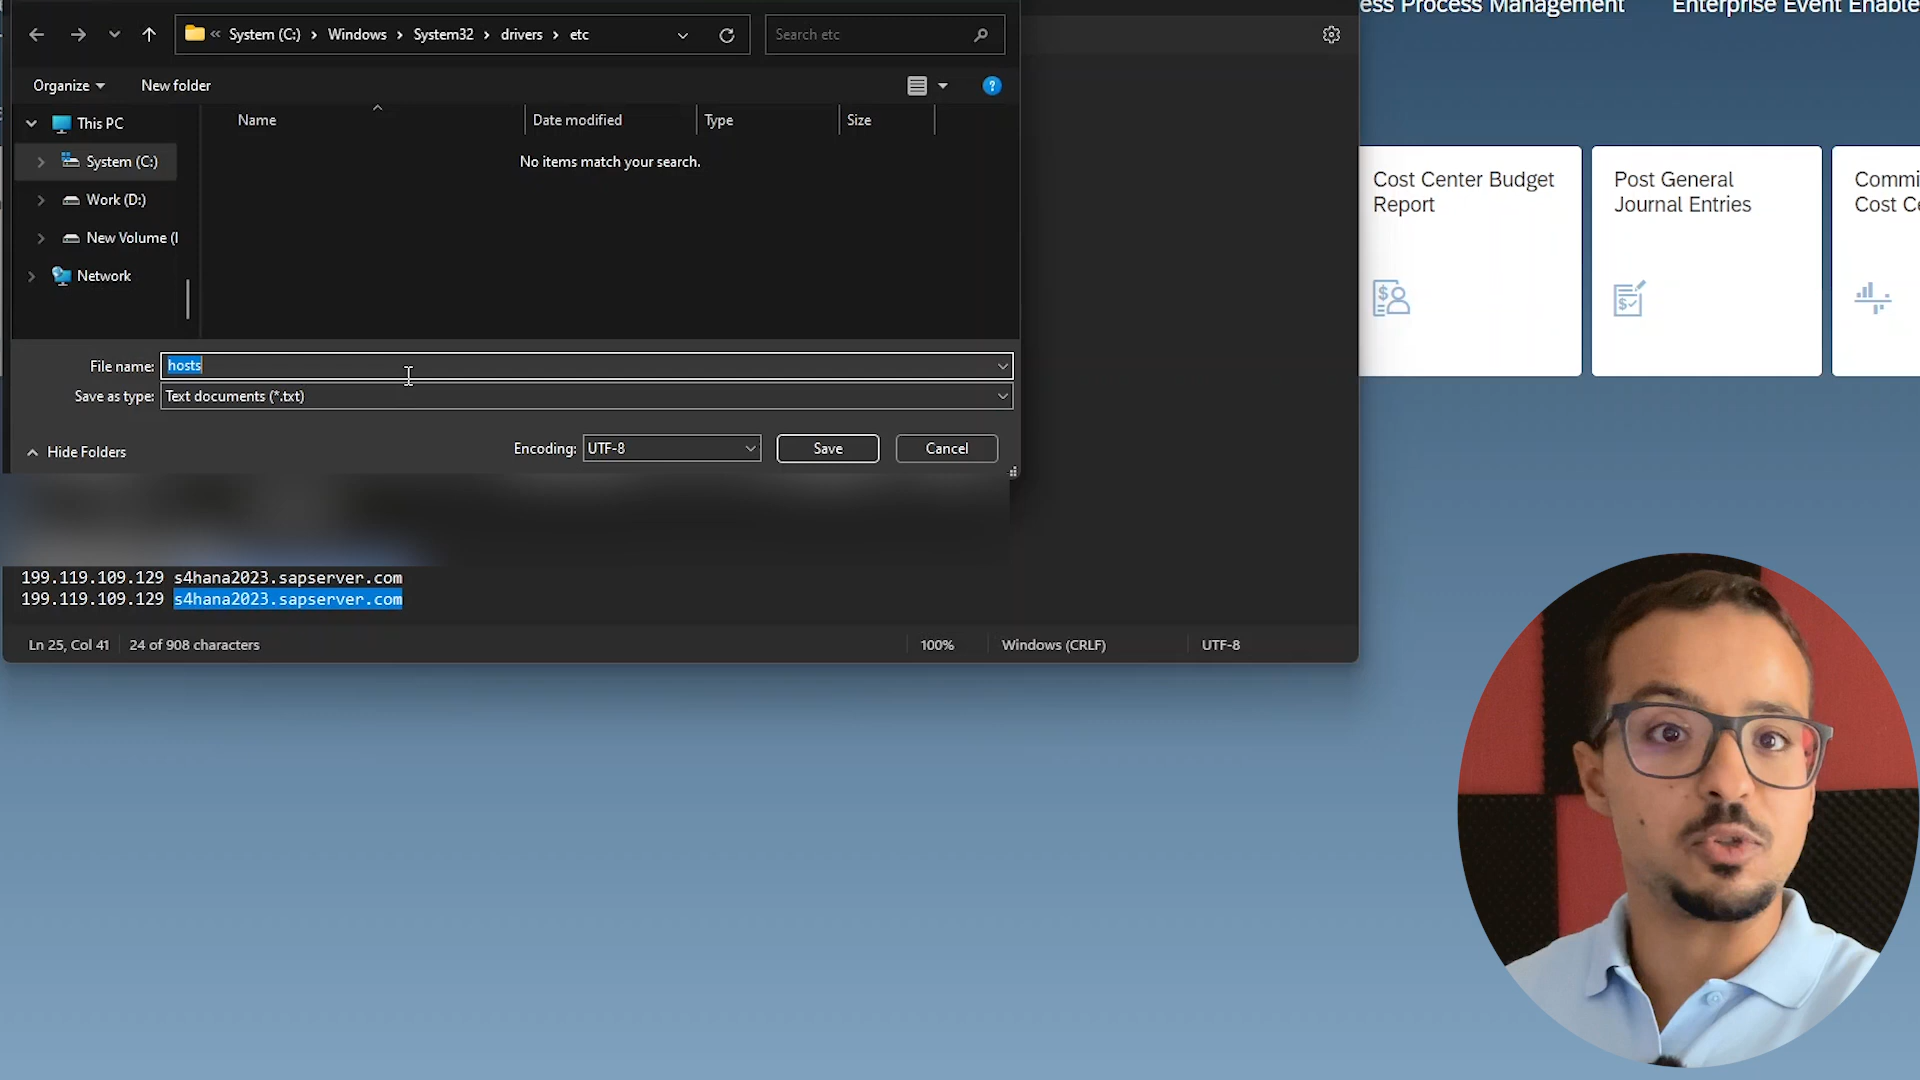 ess Process Management
Enterprise Event Enable
System (C:) › Windows › System32 › drivers › etc
Search etc
Organize
New folder
This PC
System (C:)
Work (D:)
New Volume (I
Network
Name
Date modified
Type
Size
No items match your search.
Cost Center Budget
Report
Post General
Journal Entries
Commi
Cost Ce
File name:
hosts
Save as type:
Text documents (*.txt)
Hide Folders
Encoding:
UTF-8
Save
Cancel
199.119.109.129 s4hana2023.sapserver.com
199.119.109.129 s4hana2023.sapserver.com
Ln 25, Col 41
24 of 908 characters
100%
Windows (CRLF)
UTF-8